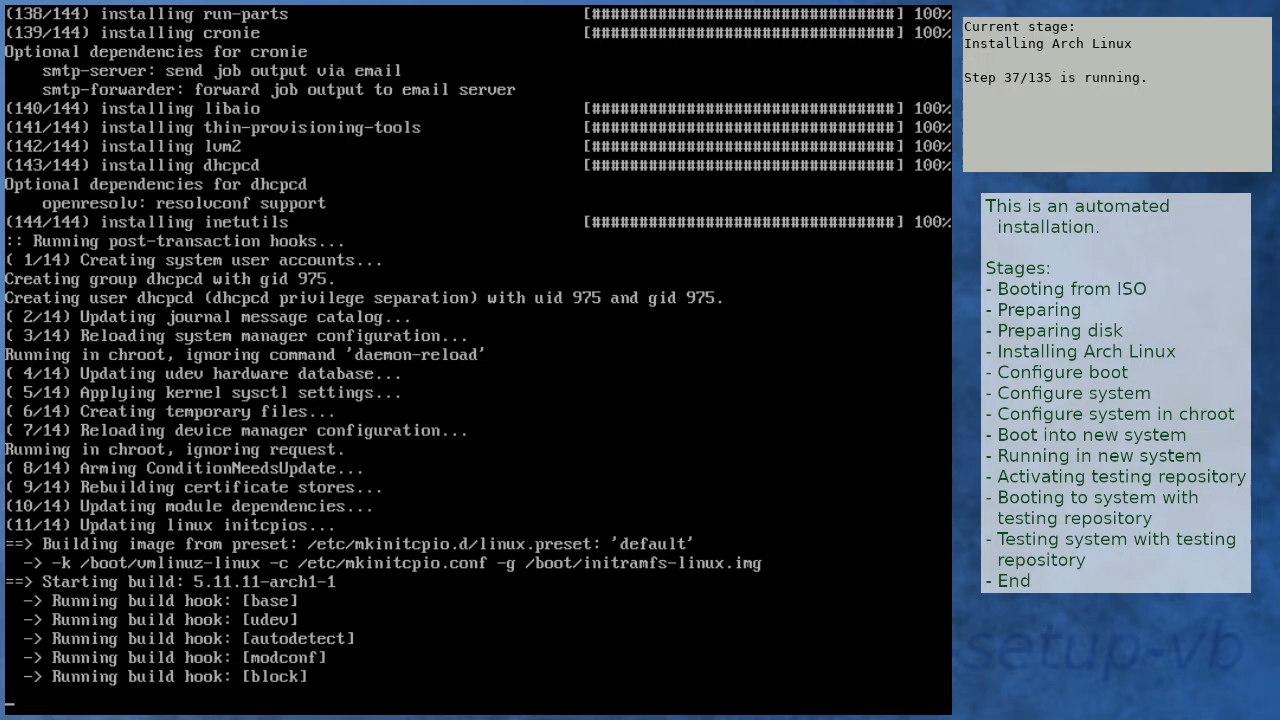 (138/144) installing run-parts [################################] 100%
(139/144) installing cronie [################################] 100%
Optional dependencies for cronie
    smtp-server: send job output via email
    smtp-forwarder: forward job output to email server
(140/144) installing libaio [################################] 100%
(141/144) installing thin-provisioning-tools [################################] 100%
(142/144) installing lvm2 [################################] 100%
(143/144) installing dhcpcd [################################] 100%
Optional dependencies for dhcpcd
    openresolv: resolvconf support
(144/144) installing inetutils [################################] 100%
:: Running post-transaction hooks...
( 1/14) Creating system user accounts...
Creating group dhcpcd with gid 975.
Creating user dhcpcd (dhcpcd privilege separation) with uid 975 and gid 975.
( 2/14) Updating journal message catalog...
( 3/14) Reloading system manager configuration...
Running in chroot, ignoring command 'daemon-reload'
( 4/14) Updating udev hardware database...
( 5/14) Applying kernel sysctl settings...
( 6/14) Creating temporary files...
( 7/14) Reloading device manager configuration...
Running in chroot, ignoring request.
( 8/14) Arming ConditionNeedsUpdate...
( 9/14) Rebuilding certificate stores...
(10/14) Updating module dependencies...
(11/14) Updating linux initcpios...
==> Building image from preset: /etc/mkinitcpio.d/linux.preset: 'default'
  -> -k /boot/vmlinuz-linux -c /etc/mkinitcpio.conf -g /boot/initramfs-linux.img
==> Starting build: 5.11.11-arch1-1
  -> Running build hook: [base]
  -> Running build hook: [udev]
  -> Running build hook: [autodetect]
  -> Running build hook: [modconf]
  -> Running build hook: [block]
_
Current stage:
Installing Arch Linux
Step 37/135 is running.
This is an automated
installation.
Stages:
- Booting from ISO
- Preparing
- Preparing disk
- Installing Arch Linux
- Configure boot
- Configure system
- Configure system in chroot
- Boot into new system
- Running in new system
- Activating testing repository
- Booting to system with
testing repository
- Testing system with testing
repository
- End
-setup-vb